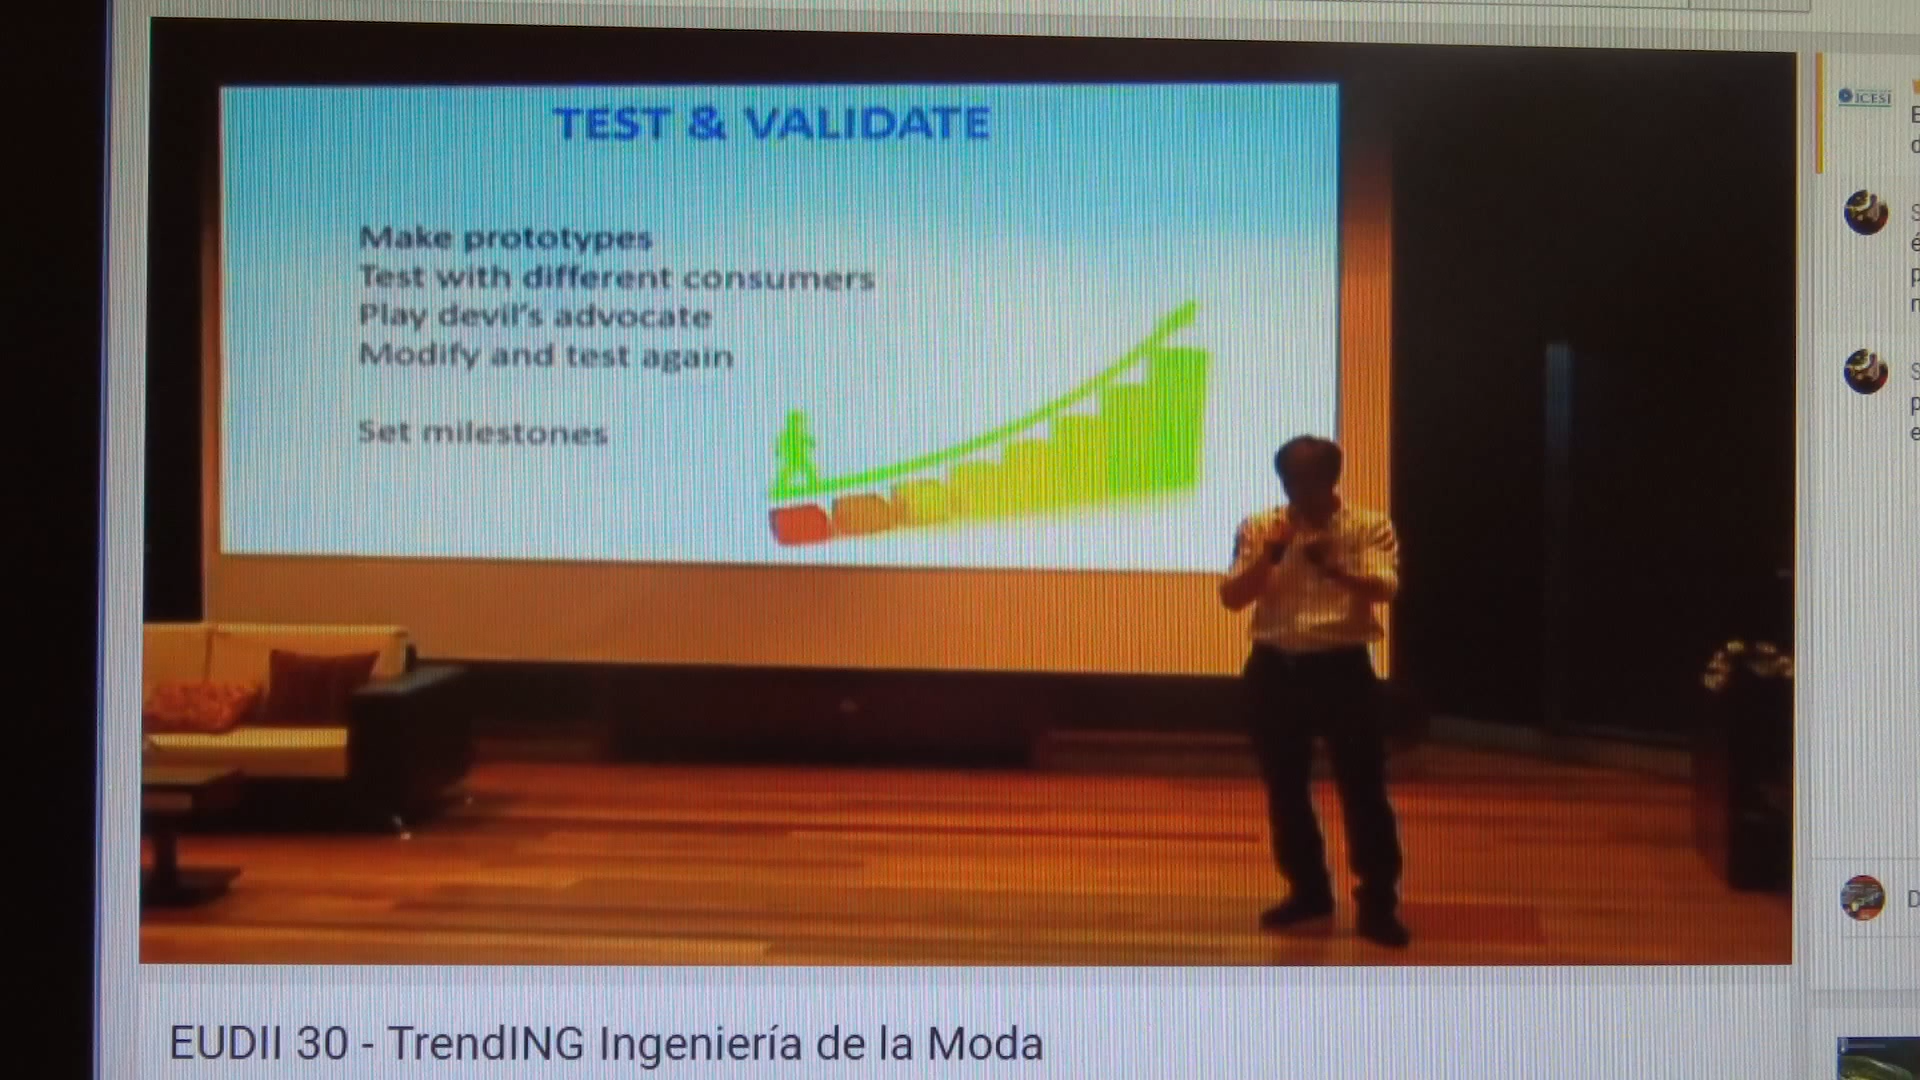 TEST & VALIDATE
Make prototypes
Test with different consumers
Play devil's advocate
Modify and test again
Set milestones
ICESI
EUDII 30 - TrendING Ingeniería de la Moda